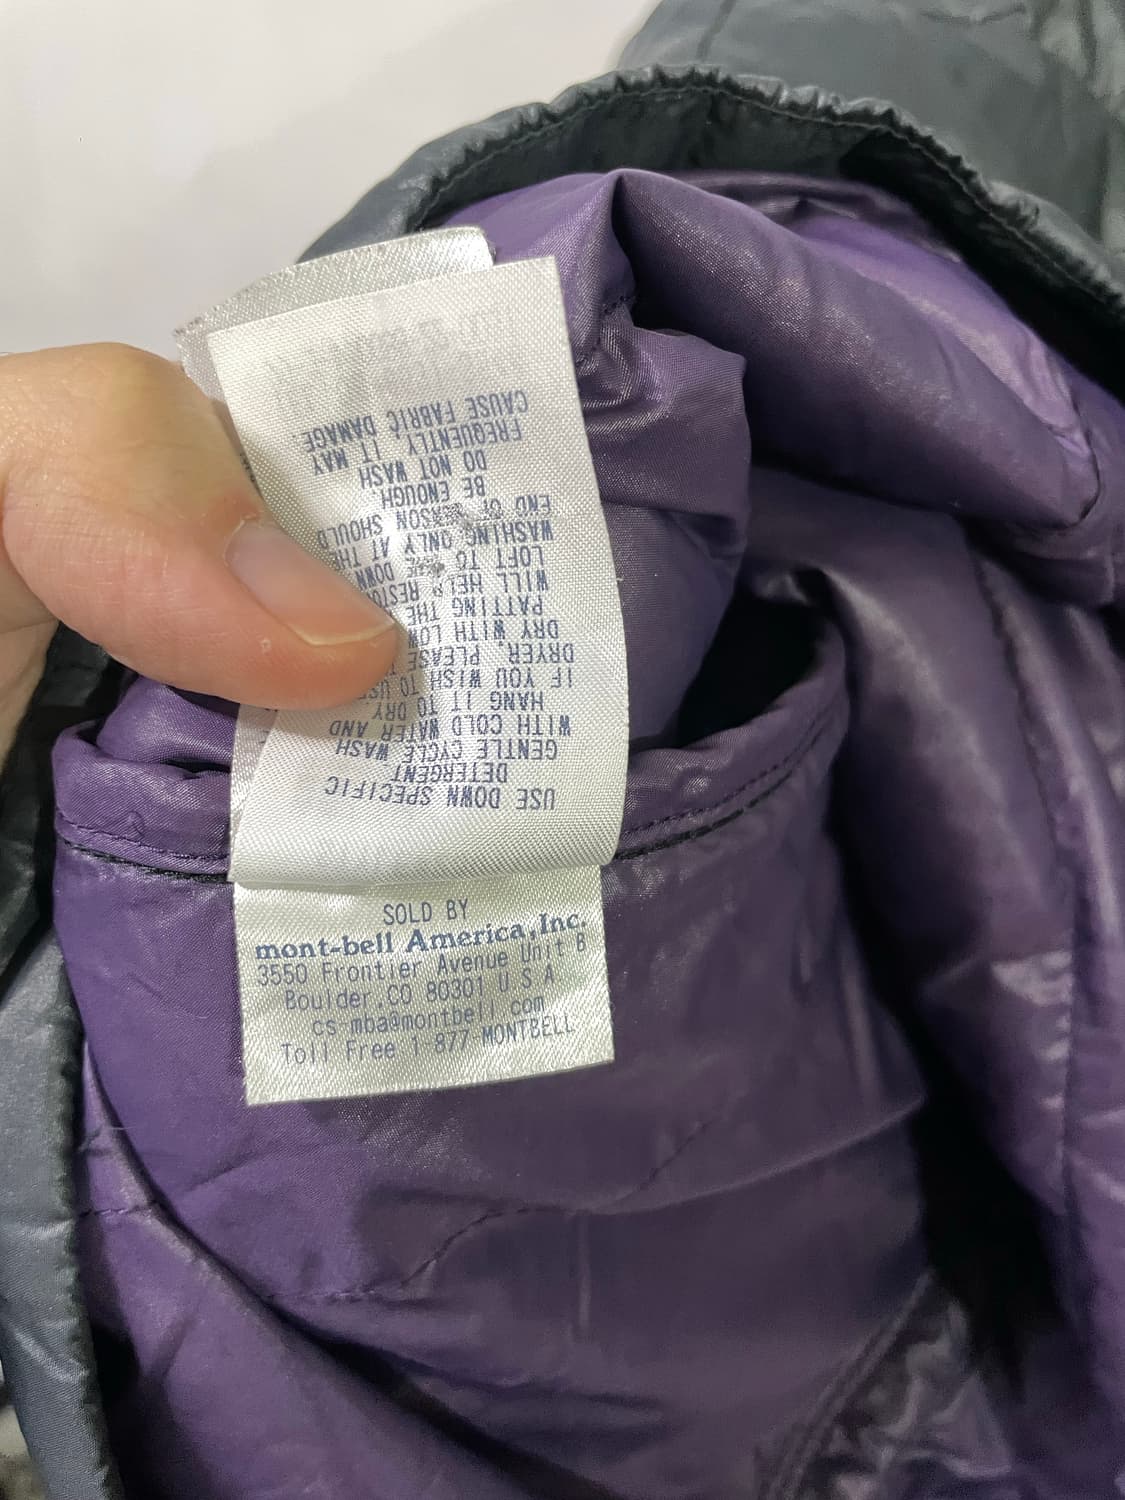 USE DOWN SPECIFIC
DETERGENT
GENTLE CYCLE WASH
WITH COLD WATER AND
HANG IT DRY.
IF YOU WISH TO USE
DRYER, PLEASE
DRY WITH LOW
PATTING THE
WILL HELP RESTO DOWN
LOFT TO THE
WASHING ONLY AT THE
END OF SEASON SHOULD
BE ENOUGH.
DO NOT WASH
FREQUENTLY IT MAY
CAUSE FABRIC DAMAGE.
SOLD BY
mont-bell America, Inc.
3550 Frontier Avenue Unit B
Boulder, CO 80301 U S A
cs-mba@montbell com
Toll Free 1-877-MONTBELL